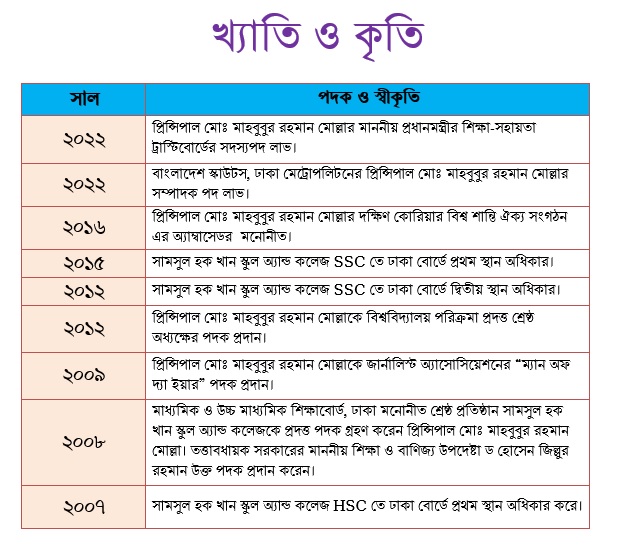 খ্যাতি ও কৃতি
সাল পদক ও স্বীকৃতি
২০২২ প্রিন্সিপাল মোঃ মাহবুবুর রহমান মোল্লার মাননীয় প্রধানমন্ত্রীর শিক্ষা-সহায়তা
ট্রাস্টিবোর্ডের সদস্যপদ লাভ।
২০২২ বাংলাদেশ স্কাউটস, ঢাকা মেট্রোপলিটনের প্রিন্সিপাল মোঃ মাহবুবুর রহমান মোল্লার
সম্পাদক পদ লাভ।
২০১৬ প্রিন্সিপাল মোঃ মাহবুবুর রহমান মোল্লার দক্ষিণ কোরিয়ার বিশ্ব শান্তি ঐক্য সংগঠন
এর অ্যাম্বাসেডর মনোনীত।
২০১৫ সামসুল হক খান স্কুল অ্যান্ড কলেজ SSC তে ঢাকা বোর্ডে প্রথম স্থান অধিকার।
২০১২ সামসুল হক খান স্কুল অ্যান্ড কলেজ SSC তে ঢাকা বোর্ডে দ্বিতীয় স্থান অধিকার।
২০১২ প্রিন্সিপাল মোঃ মাহবুবুর রহমান মোল্লাকে বিশ্ববিদ্যালয় পরিক্রমা প্রদত্ত শ্রেষ্ঠ
অধ্যক্ষের পদক প্রদান।
২০০৯ প্রিন্সিপাল মোঃ মাহবুবুর রহমান মোল্লাকে জার্নালিস্ট অ্যাসোসিয়েশনের “ম্যান অফ
দ্যা ইয়ার” পদক প্রদান।
২০০৮ মাধ্যমিক ও উচ্চ মাধ্যমিক শিক্ষাবোর্ড, ঢাকা মনোনীত শ্রেষ্ঠ প্রতিষ্ঠান সামসুল হক
খান স্কুল অ্যান্ড কলেজকে প্রদত্ত পদক গ্রহণ করেন প্রিন্সিপাল মোঃ মাহবুবুর রহমান
মোল্লা। তত্তাবধায়ক সরকারের মাননীয় শিক্ষা ও বাণিজ্য উপদেষ্টা ড হোসেন জিল্লুর
রহমান উক্ত পদক প্রদান করেন।
২০০৭ সামসুল হক খান স্কুল অ্যান্ড কলেজ HSC তে ঢাকা বোর্ডে প্রথম স্থান অধিকার করে।